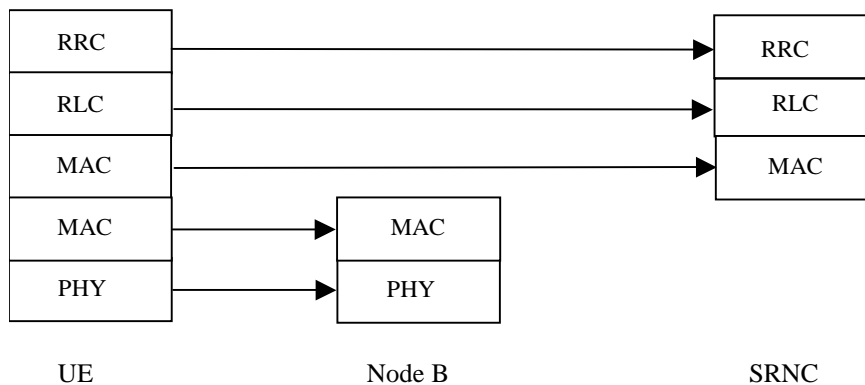 RRC RRC
RLC RLC
MAC MAC
MAC MAC
PHY PHY
UE Node B SRNC